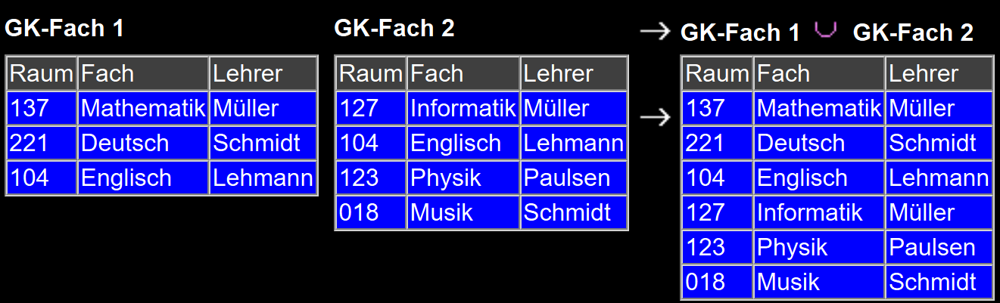 GK-Fach 1
Raum Fach Lehrer
137 Mathematik Müller
221 Deutsch Schmidt
104 Englisch Lehmann
GK-Fach 2
Raum Fach Lehrer
127 Informatik Müller
104 Englisch Lehmann
123 Physik Paulsen
018 Musik Schmidt
→ GK-Fach 1 ∪ GK-Fach 2
→
Raum Fach Lehrer
137 Mathematik Müller
221 Deutsch Schmidt
104 Englisch Lehmann
127 Informatik Müller
123 Physik Paulsen
018 Musik Schmidt